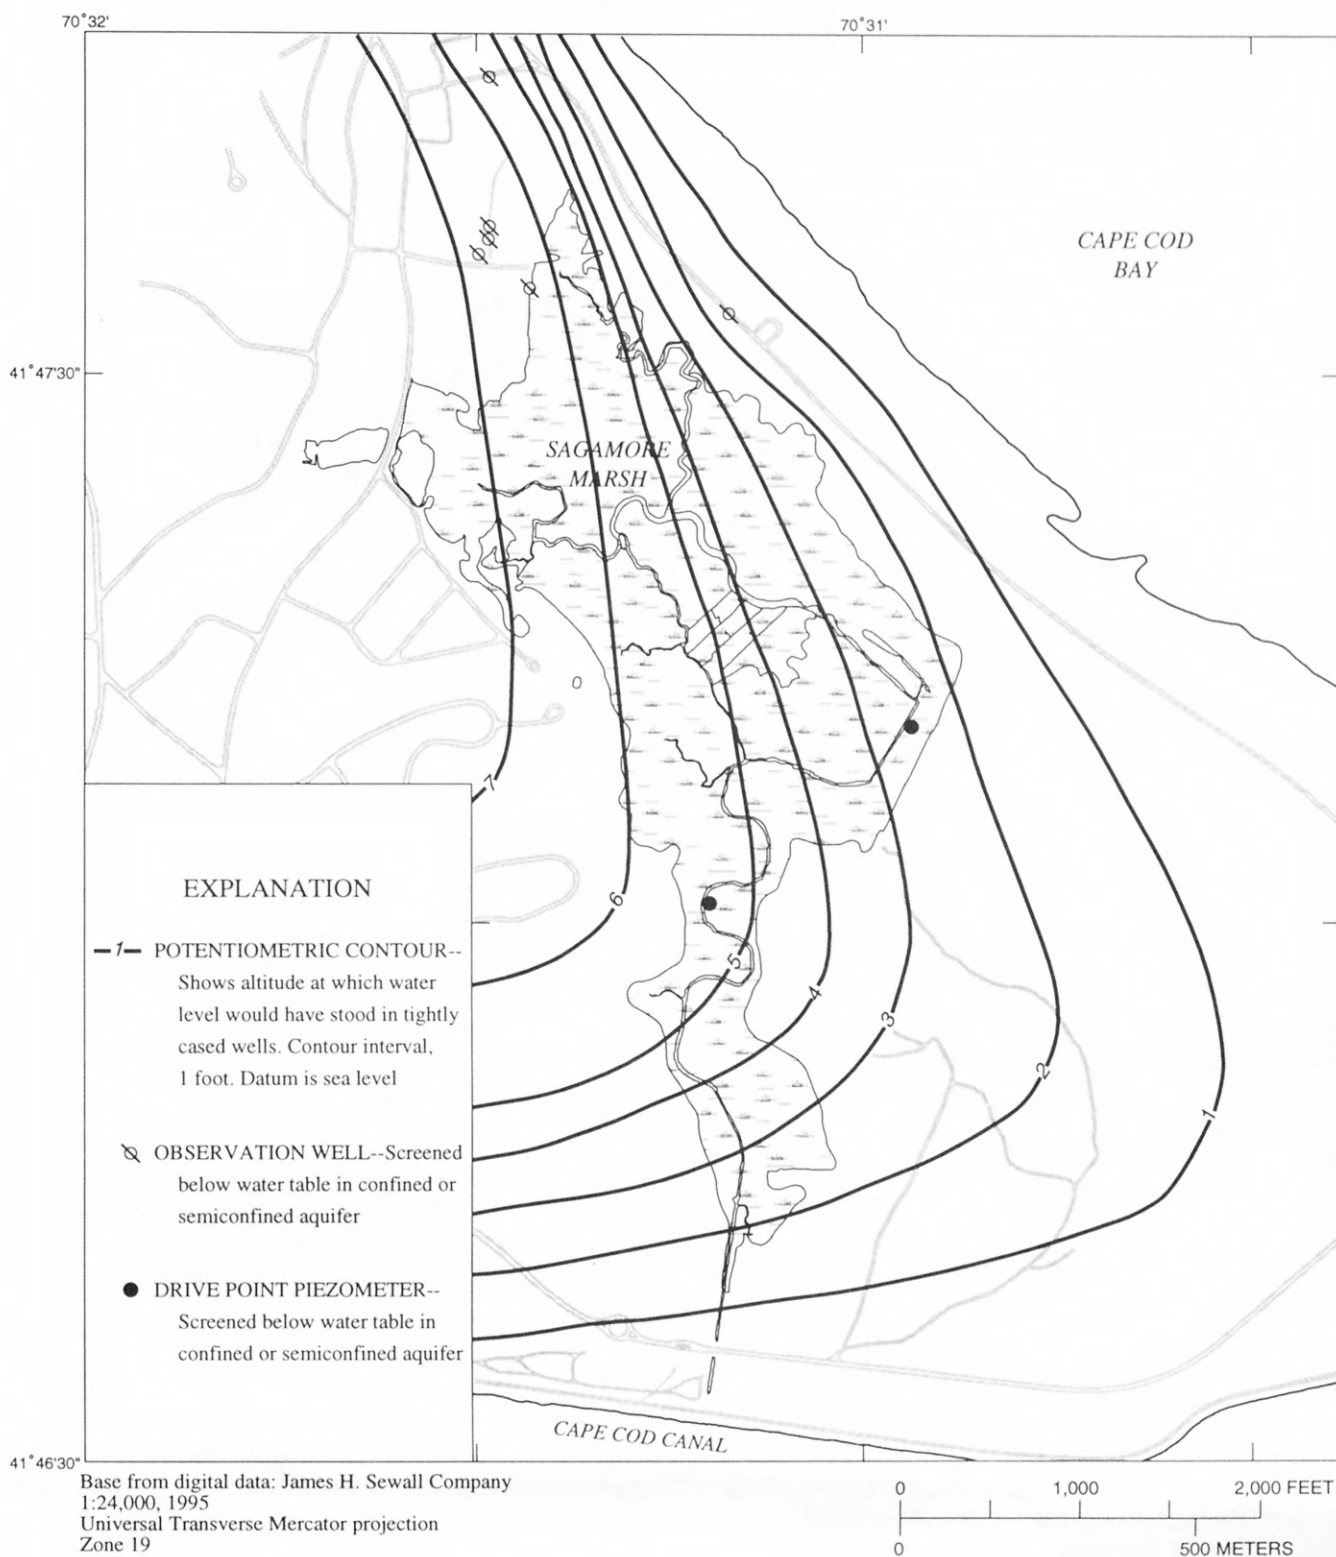 70°32'
70°31'
CAPE COD
BAY
41°47'30"
SAGAMORE
MARSH
7
6
5
4
3
2
1
EXPLANATION
1 POTENTIOMETRIC CONTOUR--
Shows altitude at which water
level would have stood in tightly
cased wells. Contour interval,
1 foot. Datum is sea level
OBSERVATION WELL--Screened
below water table in confined or
semiconfined aquifer
DRIVE POINT PIEZOMETER--
Screened below water table in
confined or semiconfined aquifer
CAPE COD CANAL
41°46'30"
Base from digital data: James H. Sewall Company
1:24,000, 1995
Universal Transverse Mercator projection
Zone 19
0 1,000 2,000 FEET
0 500 METERS